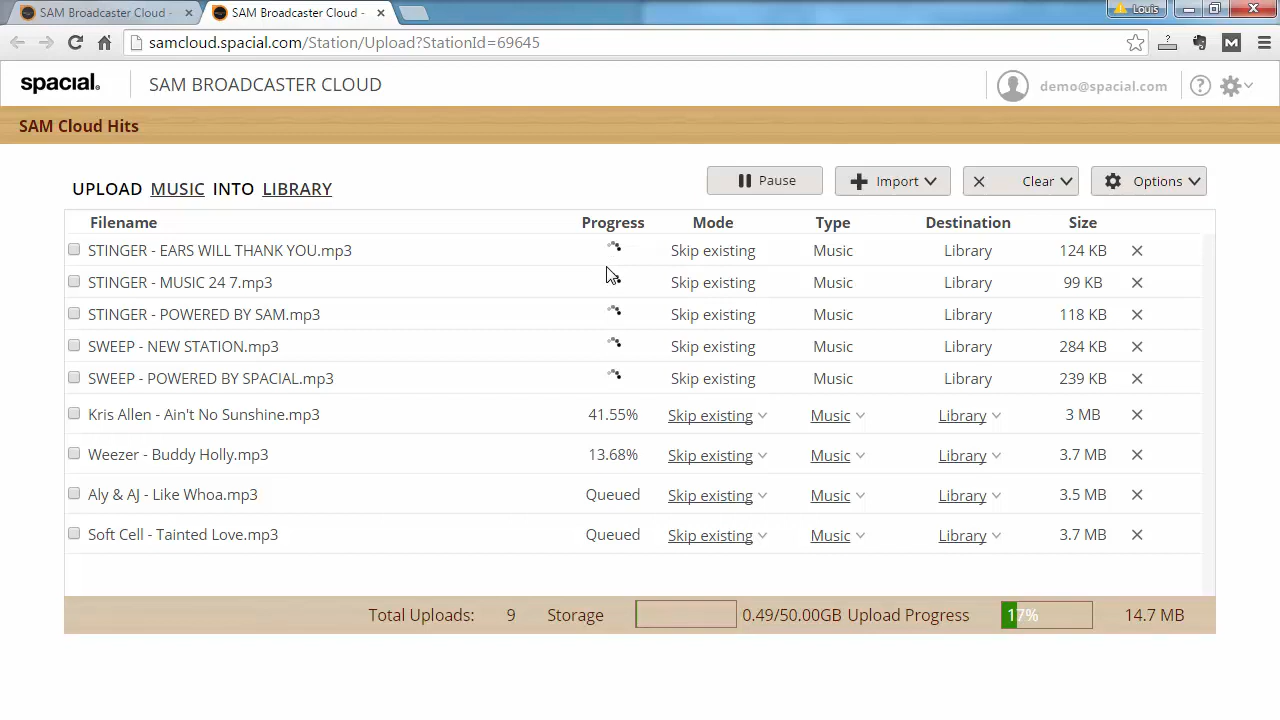 SAM Broadcaster Cloud - × SAM Broadcaster Cloud - ×
Louis
samcloud.spacial.com/Station/Upload?StationId=69645
spacial. SAM BROADCASTER CLOUD demo@spacial.com ?
SAM Cloud Hits
UPLOAD MUSIC INTO LIBRARY Pause Import Clear Options
Filename Progress Mode Type Destination Size
STINGER - EARS WILL THANK YOU.mp3 Skip existing Music Library 124 KB
STINGER - MUSIC 24 7.mp3 Skip existing Music Library 99 KB
STINGER - POWERED BY SAM.mp3 Skip existing Music Library 118 KB
SWEEP - NEW STATION.mp3 Skip existing Music Library 284 KB
SWEEP - POWERED BY SPACIAL.mp3 Skip existing Music Library 239 KB
Kris Allen - Ain't No Sunshine.mp3 41.55% Skip existing Music Library 3 MB
Weezer - Buddy Holly.mp3 13.68% Skip existing Music Library 3.7 MB
Aly & AJ - Like Whoa.mp3 Queued Skip existing Music Library 3.5 MB
Soft Cell - Tainted Love.mp3 Queued Skip existing Music Library 3.7 MB
Total Uploads: 9 Storage 0.49/50.00GB Upload Progress 17% 14.7 MB